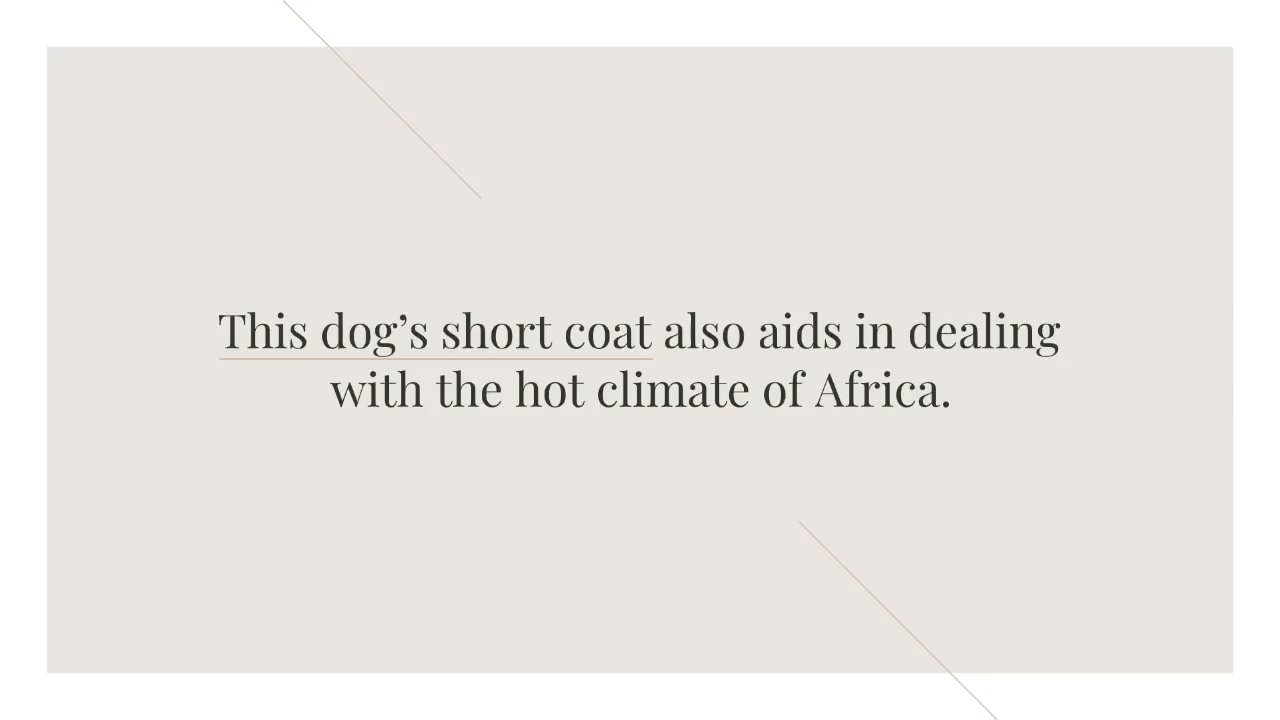 This dog’s short coat also aids in dealing
with the hot climate of Africa.